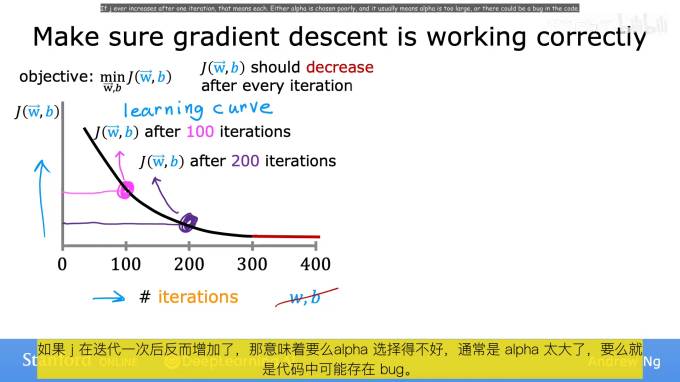 If j ever increases after one iteration, that means each. Either alpha is chosen poorly, and it usually means alpha is too large, or there could be a bug in the code.
Make sure gradient descent is working correctly
objective: min J(w, b)
w,b
J(w, b) should decrease
after every iteration
J(w, b)
learning curve
J(w, b) after 100 iterations
J(w, b) after 200 iterations
0 100 200 300 400
# iterations
w, b
如果 j 在迭代一次后反而增加了，那意味着要么alpha 选择得不好，通常是 alpha 太大了，要么就
是代码中可能存在 bug。
Stanford ONLINE
DeepLearning
Andrew Ng
bilibili